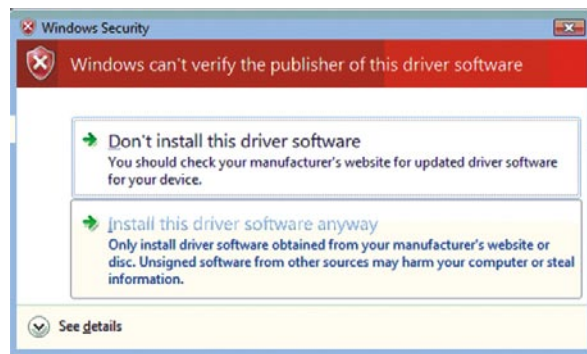 Windows Security
Windows can't verify the publisher of this driver software
Don't install this driver software
You should check your manufacturer's website for updated driver software
for your device.
Install this driver software anyway
Only install driver software obtained from your manufacturer's website or
disc. Unsigned software from other sources may harm your computer or steal
information.
See details